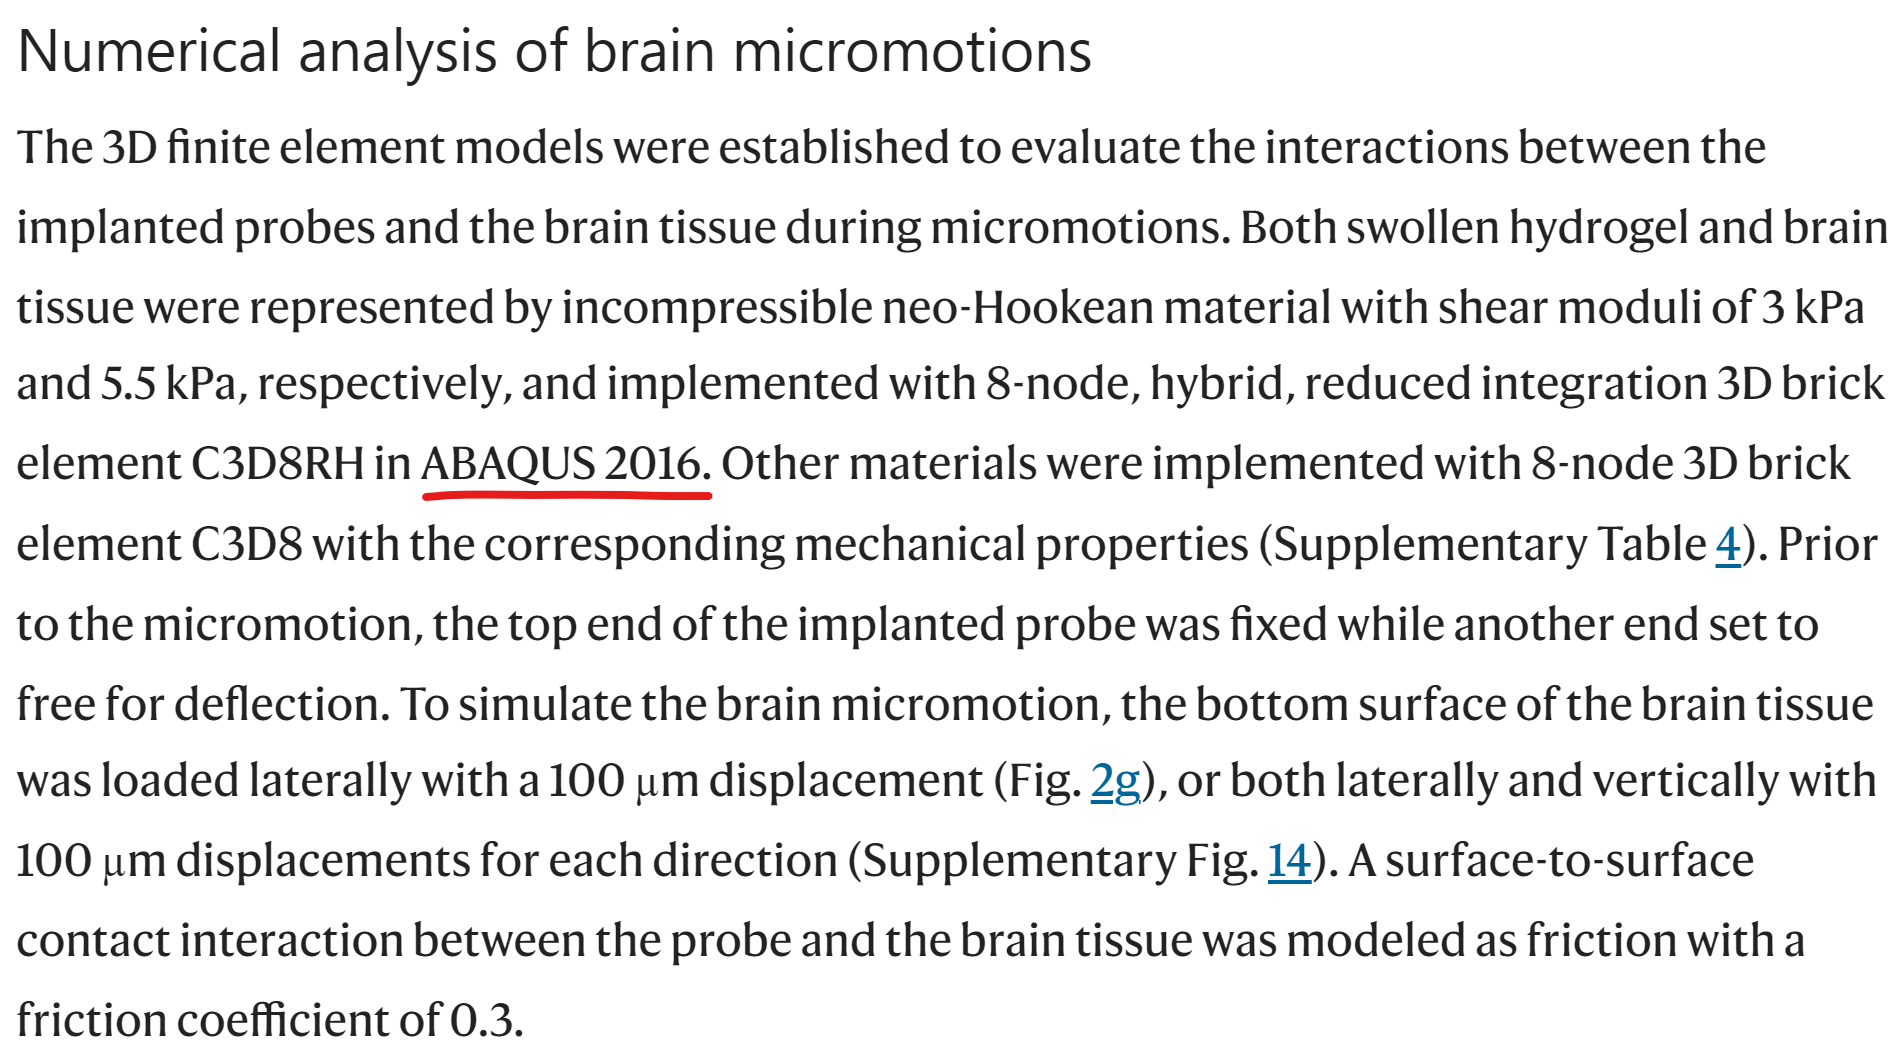 Numerical analysis of brain micromotions
The 3D finite element models were established to evaluate the interactions between the
implanted probes and the brain tissue during micromotions. Both swollen hydrogel and brain
tissue were represented by incompressible neo-Hookean material with shear moduli of 3 kPa
and 5.5 kPa, respectively, and implemented with 8-node, hybrid, reduced integration 3D brick
element C3D8RH in ABAQUS 2016. Other materials were implemented with 8-node 3D brick
element C3D8 with the corresponding mechanical properties (Supplementary Table 4). Prior
to the micromotion, the top end of the implanted probe was fixed while another end set to
free for deflection. To simulate the brain micromotion, the bottom surface of the brain tissue
was loaded laterally with a 100 μm displacement (Fig. 2g), or both laterally and vertically with
100 μm displacements for each direction (Supplementary Fig. 14). A surface-to-surface
contact interaction between the probe and the brain tissue was modeled as friction with a
friction coefficient of 0.3.